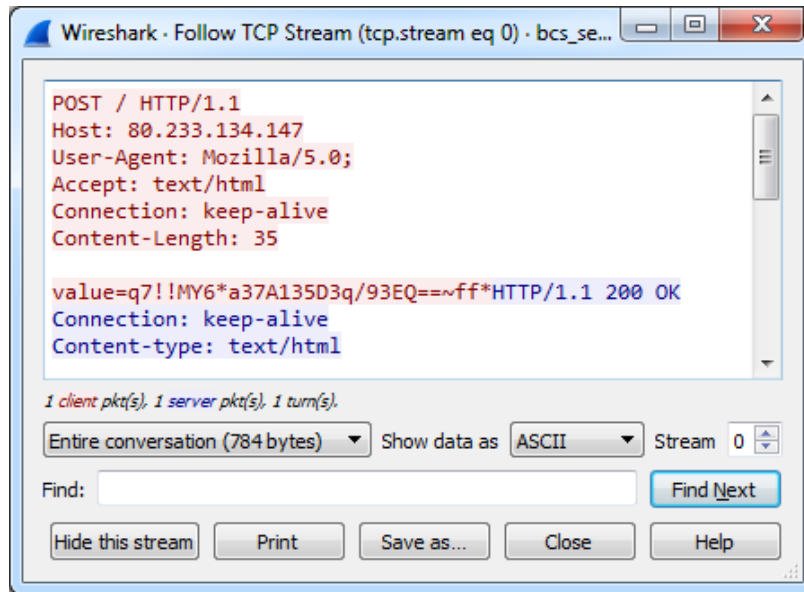 Wireshark · Follow TCP Stream (tcp.stream eq 0) · bcs_se...
POST / HTTP/1.1
Host: 80.233.134.147
User-Agent: Mozilla/5.0;
Accept: text/html
Connection: keep-alive
Content-Length: 35
value=q7!!MY6*a37A135D3q/93EQ==~ff*HTTP/1.1 200 OK
Connection: keep-alive
Content-type: text/html
1 client pkt(s), 1 server pkt(s), 1 turn(s).
Entire conversation (784 bytes) Show data as ASCII Stream 0
Find: Find Next
Hide this stream Print Save as... Close Help